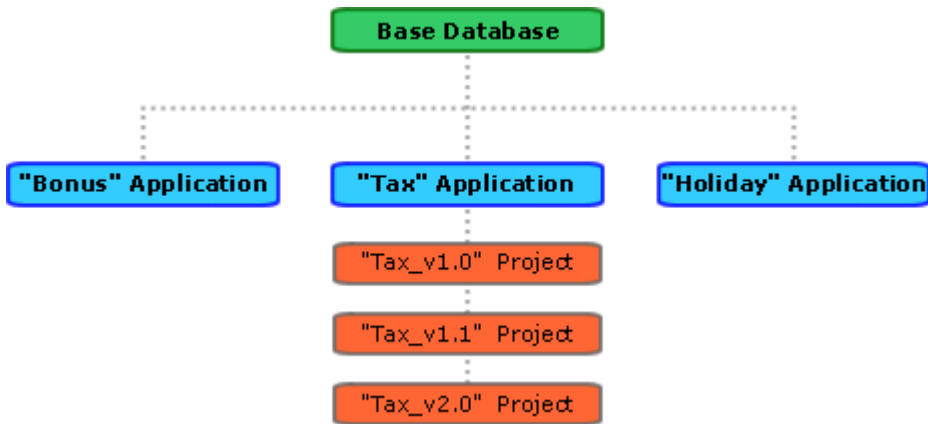 Base Database
"Bonus" Application
"Tax" Application
"Holiday" Application
"Tax_v1.0" Project
"Tax_v1.1" Project
"Tax_v2.0" Project